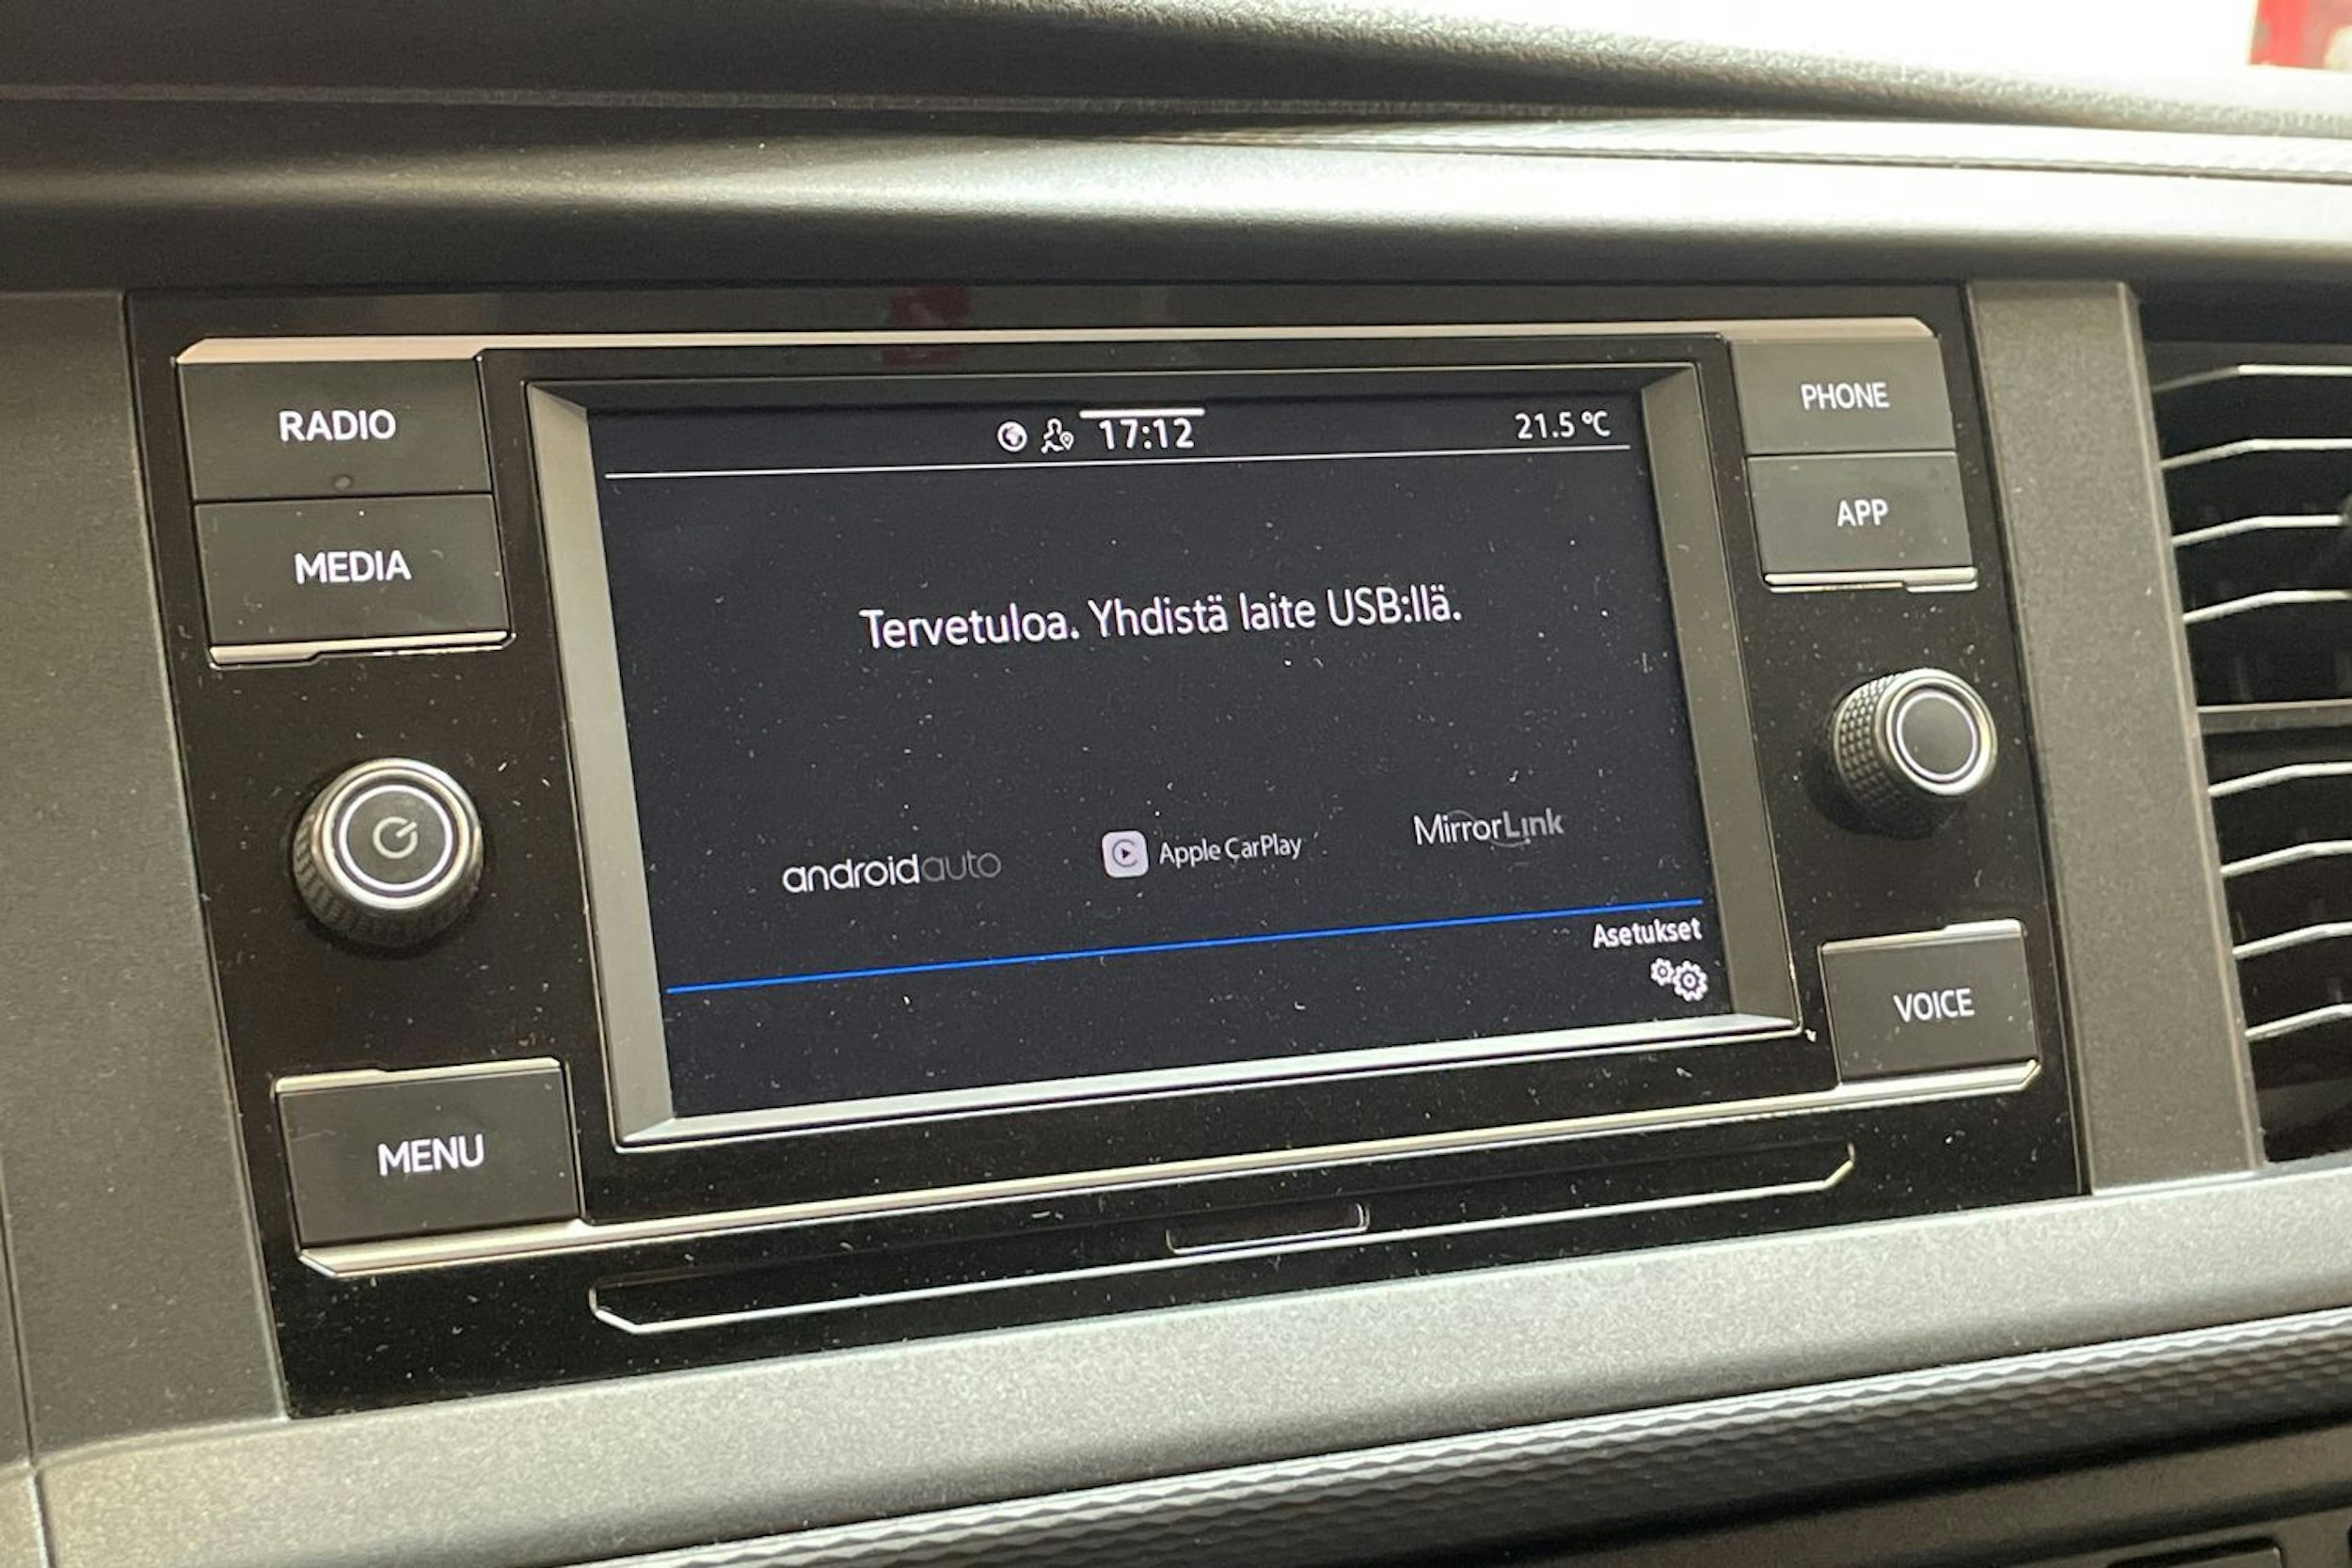 RADIO
MEDIA
MENU
17:12
21.5 °C
Tervetuloa. Yhdistä laite USB:llä.
androidauto
Apple CarPlay
MirrorLink
Asetukset
PHONE
APP
VOICE